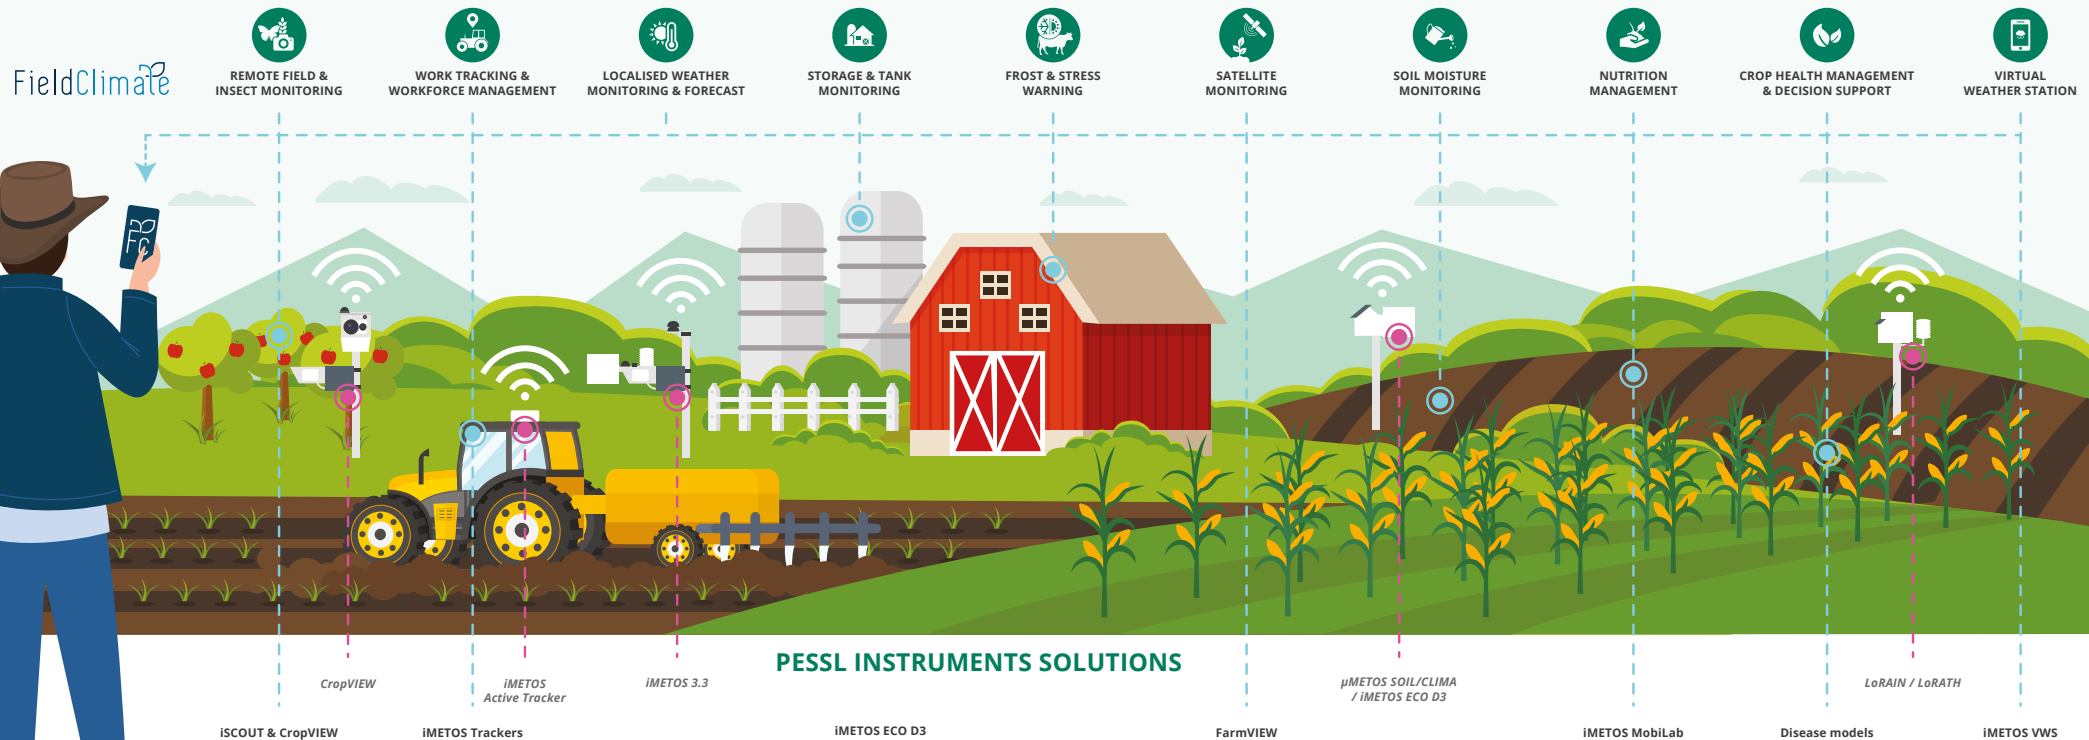 FieldClimate
REMOTE FIELD &
INSECT MONITORING
WORK TRACKING &
WORKFORCE MANAGEMENT
LOCALISED WEATHER
MONITORING & FORECAST
STORAGE & TANK
MONITORING
FROST & STRESS
WARNING
SATELLITE
MONITORING
SOIL MOISTURE
MONITORING
NUTRITION
MANAGEMENT
CROP HEALTH MANAGEMENT
& DECISION SUPPORT
VIRTUAL
WEATHER STATION
FC
PESSL INSTRUMENTS SOLUTIONS
CropVIEW
iMETOS
Active Tracker
iMETOS 3.3
µMETOS SOIL/CLIMA
/ iMETOS ECO D3
LoRAIN / LoRATH
iSCOUT & CropVIEW
iMETOS Trackers
iMETOS ECO D3
FarmVIEW
iMETOS MobiLab
Disease models
iMETOS VWS